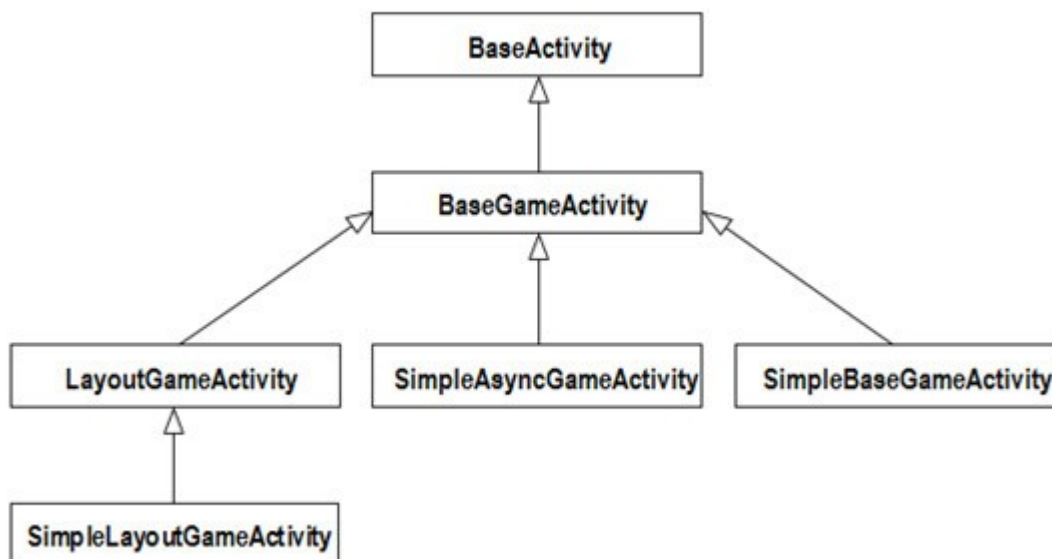 BaseActivity
BaseGameActivity
LayoutGameActivity
SimpleAsyncGameActivity
SimpleBaseGameActivity
SimpleLayoutGameActivity